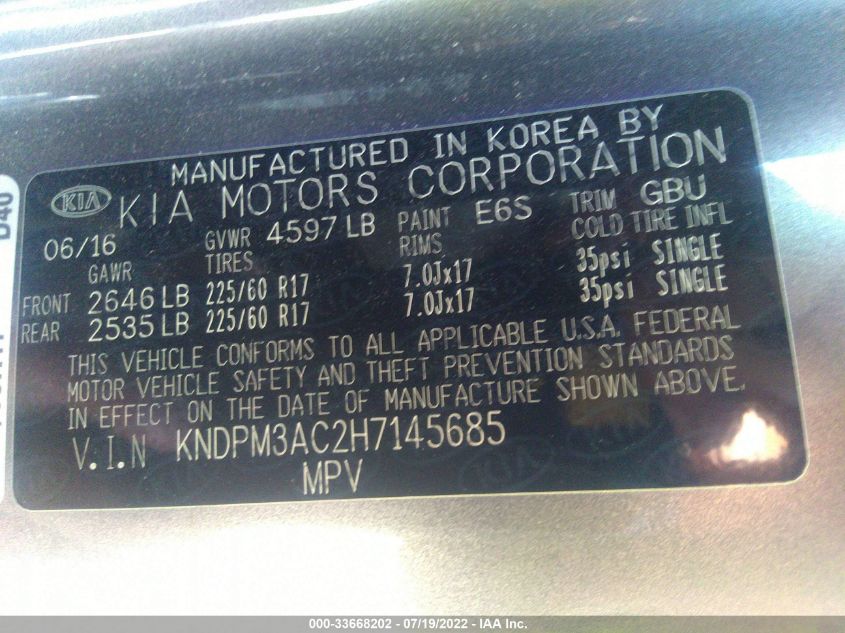 MANUFACTURED IN KOREA BY
KIA KIA MOTORS CORPORATION
06/16 GVWR 4597 LB PAINT E6S TRIM GBU
GAWR TIRES RIMS COLD TIRE INFL
FRONT 2646 LB 225/60 R17 7.0Jx17 35psi SINGLE
REAR 2535 LB 225/60 R17 7.0Jx17 35psi SINGLE
THIS VEHICLE CONFORMS TO ALL APPLICABLE U.S.A. FEDERAL
MOTOR VEHICLE SAFETY AND THEFT PREVENTION STANDARDS
IN EFFECT ON THE DATE OF MANUFACTURE SHOWN ABOVE.
V.I.N KNDPM3AC2H7145685
MPV
D40
000-33668202 - 07/19/2022 - IAA Inc.